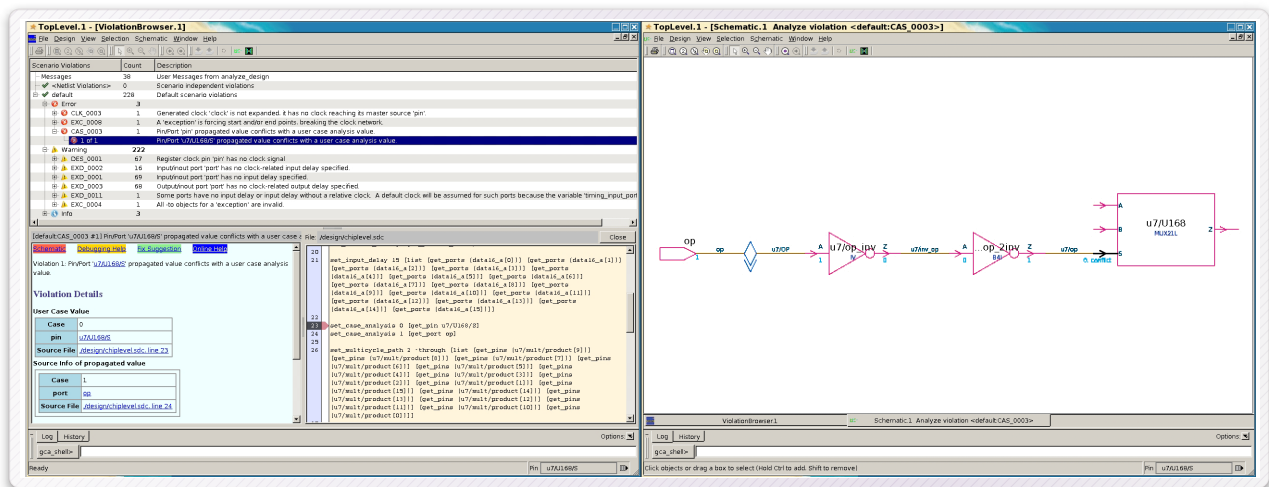 TopLevel.1 - [ViolationBrowser.1]
File Design View Selection Schematic Window Help
Scenario Violations Count Description
Messages 38 User Messages from analyze_design
<Netlist Violations> 0 Scenario independent violations
default 228 Default scenario violations
Error 3
CLK_0003 1 Generated clock 'clock' is not expanded, it has no clock reaching its master source 'pin'.
EXC_0008 1 A 'exception' is forcing start and/or end points, breaking the clock network.
CAS_0003 1 Pin/Port 'pin' propagated value conflicts with a user case analysis value.
1 of 1 Pin/Port 'u7/U168/S' propagated value conflicts with a user case analysis value.
Warning 222
DES_0001 67 Register clock pin 'pin' has no clock signal
EXD_0002 16 Input/inout port 'port' has no clock-related input delay specified.
EXD_0001 69 Input/inout port 'port' has no input delay specified.
EXD_0003 68 Output/inout port 'port' has no clock-related output delay specified.
EXD_0011 1 Some ports have no input delay or input delay without a relative clock. A default clock will be assumed for such ports because the variable 'timing_input_port
EXC_0004 1 All -to objects for a 'exception' are invalid.
Info 3
[default:CAS_0003 #1] Pin/Port 'u7/U168/S' propagated value conflicts with a user case a
Schematic Debugging Help Fix Suggestion Online Help
Violation 1: Pin/Port 'u7/U168/S' propagated value conflicts with a user case analysis
value.
Violation Details
User Case Value
Case 0
pin u7/U168/S
Source File ./design/chiplevel.sdc, line 23
Source Info of propagated value
Case 1
port op
Source File ./design/chiplevel.sdc, line 24
File: ./design/chiplevel.sdc Close
20
21 set_input_delay 15 [list [get_ports {data16_a[0]}] [get_ports {data16_a[1]}]
[get_ports {data16_a[2]}] [get_ports {data16_a[3]}] [get_ports
{data16_a[4]}] [get_ports {data16_a[5]}] [get_ports {data16_a[6]}]
[get_ports {data16_a[7]}] [get_ports {data16_a[8]}] [get_ports
{data16_a[9]}] [get_ports {data16_a[10]}] [get_ports {data16_a[11]}]
[get_ports {data16_a[12]}] [get_ports {data16_a[13]}] [get_ports
{data16_a[14]}] [get_ports {data16_a[15]}]]
22
23 set_case_analysis 0 [get_pin u7/U168/S]
24 set_case_analysis 1 [get_port op]
25
26 set_multicycle_path 2 -through [list [get_pins {u7/mult/product[9]}]
[get_pins {u7/mult/product[8]}] [get_pins {u7/mult/product[7]}] [get_pins
{u7/mult/product[6]}] [get_pins {u7/mult/product[5]}] [get_pins
{u7/mult/product[4]}] [get_pins {u7/mult/product[3]}] [get_pins
{u7/mult/product[2]}] [get_pins {u7/mult/product[1]}] [get_pins
{u7/mult/product[15]}] [get_pins {u7/mult/product[14]}] [get_pins
{u7/mult/product[13]}] [get_pins {u7/mult/product[12]}] [get_pins
{u7/mult/product[11]}] [get_pins {u7/mult/product[10]}] [get_pins
{u7/mult/product[0]}]]
Log History Options:
gca_shell>
Ready Pin u7/U168/S
TopLevel.1 - [Schematic.1 Analyze violation <default:CAS_0003>]
File Design View Selection Schematic Window Help
op
1
op
u7/OP
A
1
u7/op_inv
IV
Z
0
u7/inv_op
A
0
...op_2inv
B4I
Z
1
u7/op
0: conflict
A
B
S
u7/U168
MUX21L
Z
ViolationBrowser.1 Schematic.1 Analyze violation <default:CAS_0003>
Log History Options:
gca_shell>
Click objects or drag a box to select (Hold Ctrl to add, Shift to remove) Pin u7/U168/S